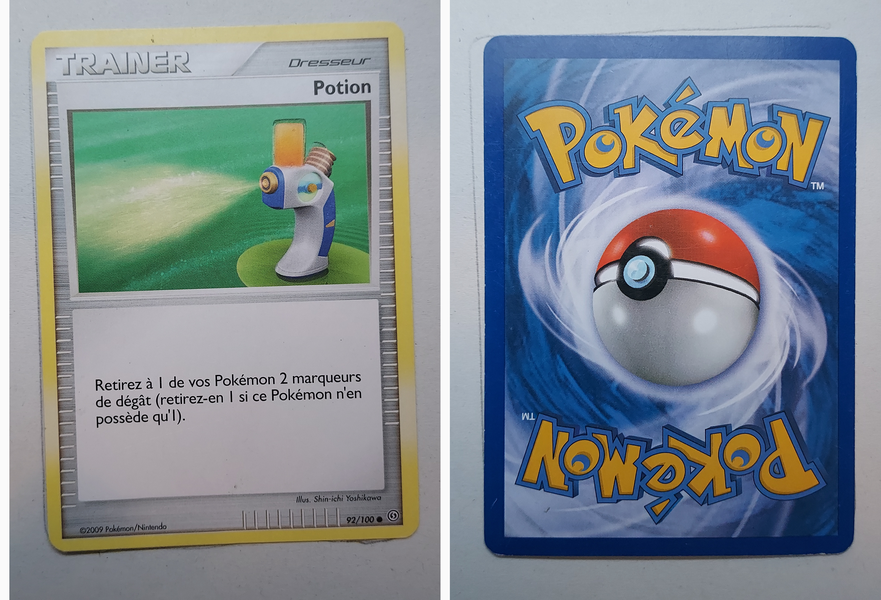 TRAINER
Dresseur
Potion
Retirez à 1 de vos Pokémon 2 marqueurs
de dégât (retirez-en 1 si ce Pokémon n'en
possède qu'1).
Illus. Shin-ichi Yoshikawa
©2009 Pokémon/Nintendo
92/100
POKéMON
TM
TM
POKéMON